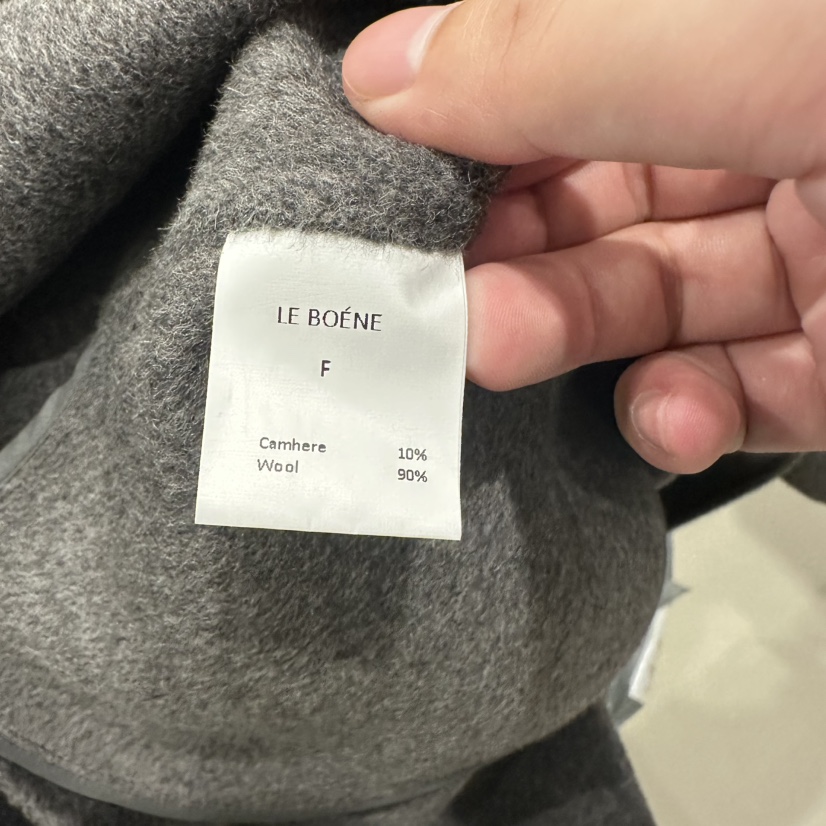 LE BOÉNE
F
Camhere 10%
Wool 90%